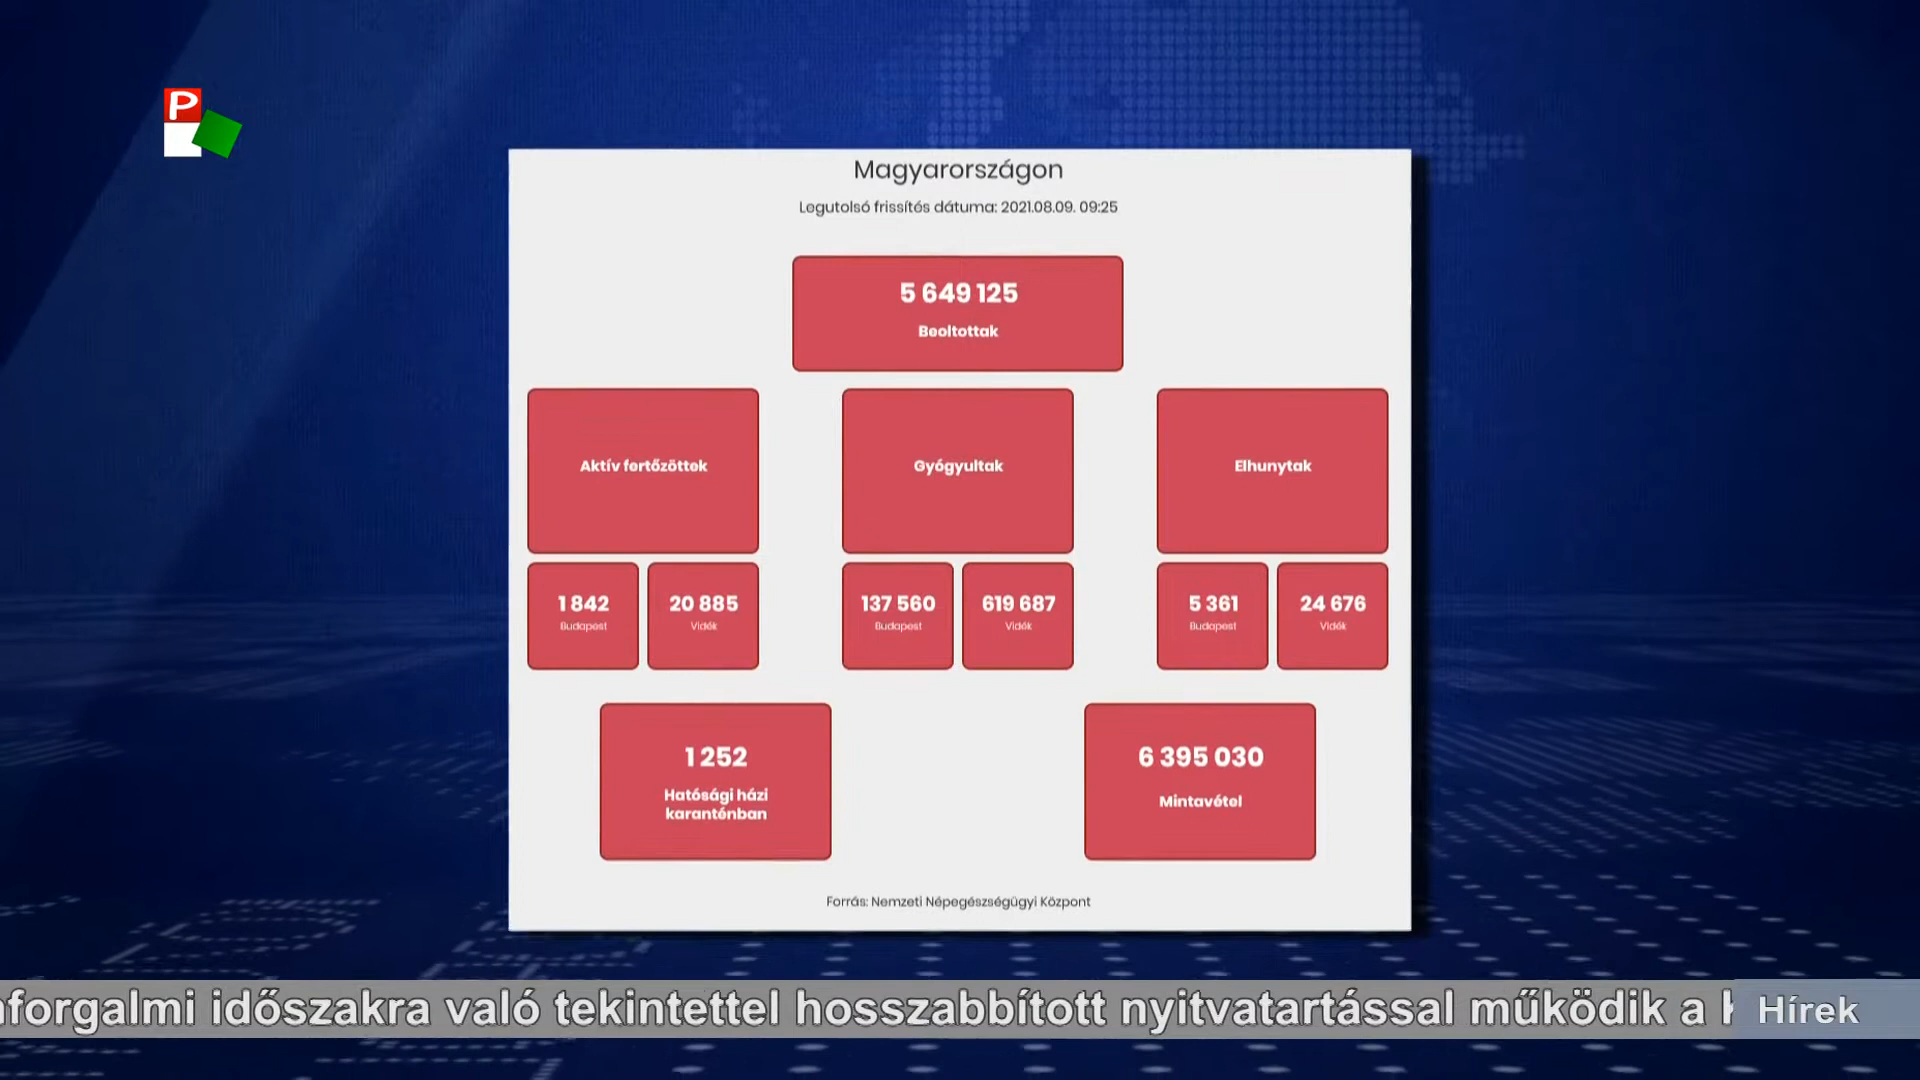 P
Magyarországon
Legutolsó frissítés dátuma: 2021.08.09. 09:25
5 649 125
Beoltottak
Aktív fertőzöttek
Gyógyultak
Elhunytak
1 842
Budapest
20 885
Vidék
137 560
Budapest
619 687
Vidék
5 361
Budapest
24 676
Vidék
1 252
Hatósági házi
karanténban
6 395 030
Mintavétel
Forrás: Nemzeti Népegészségügyi Központ
forgalmi időszakra való tekintettel hosszabbított nyitvatartással működik a
Hírek